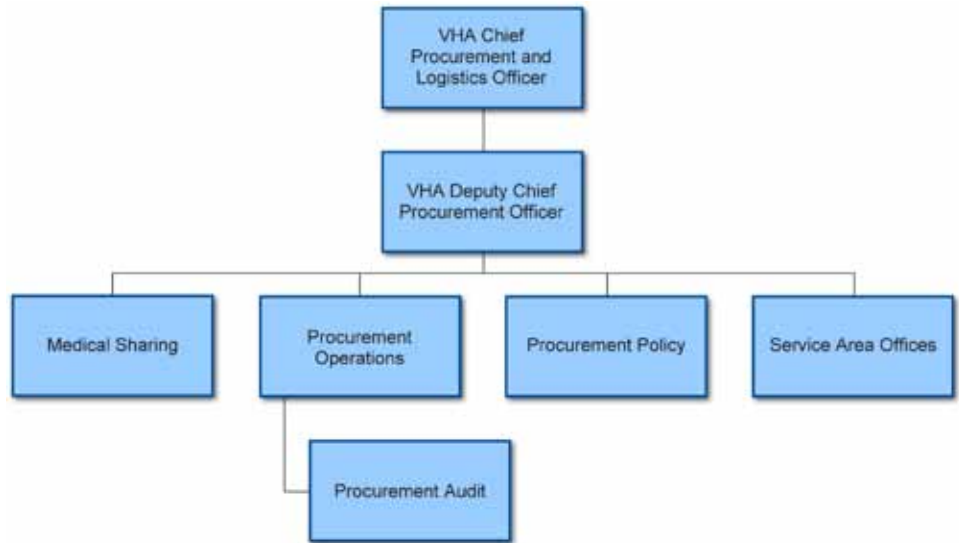 VHA Chief
Procurement and
Logistics Officer
VHA Deputy Chief
Procurement Officer
Medical Sharing
Procurement
Operations
Procurement Policy
Service Area Offices
Procurement Audit